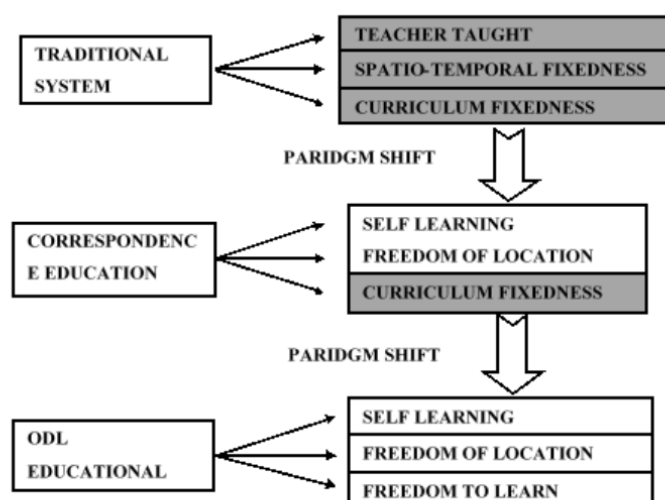 TRADITIONAL
SYSTEM
TEACHER TAUGHT
SPATIO-TEMPORAL FIXEDNESS
CURRICULUM FIXEDNESS
PARIDGM SHIFT
CORRESPONDENC
E EDUCATION
SELF LEARNING
FREEDOM OF LOCATION
CURRICULUM FIXEDNESS
PARIDGM SHIFT
ODL
EDUCATIONAL
SELF LEARNING
FREEDOM OF LOCATION
FREEDOM TO LEARN